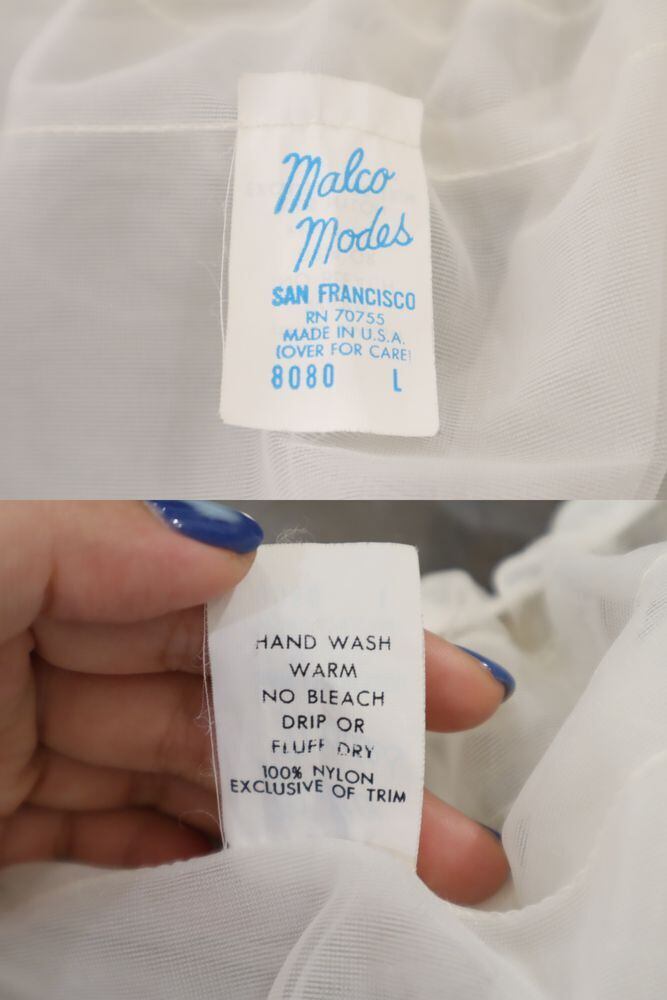 Malco
Modes
SAN FRANCISCO
RN 70755
MADE IN U.S.A.
(OVER FOR CARE)
8080 L
HAND WASH
WARM
NO BLEACH
DRIP OR
FLUFF DRY
100% NYLON
EXCLUSIVE OF TRIM